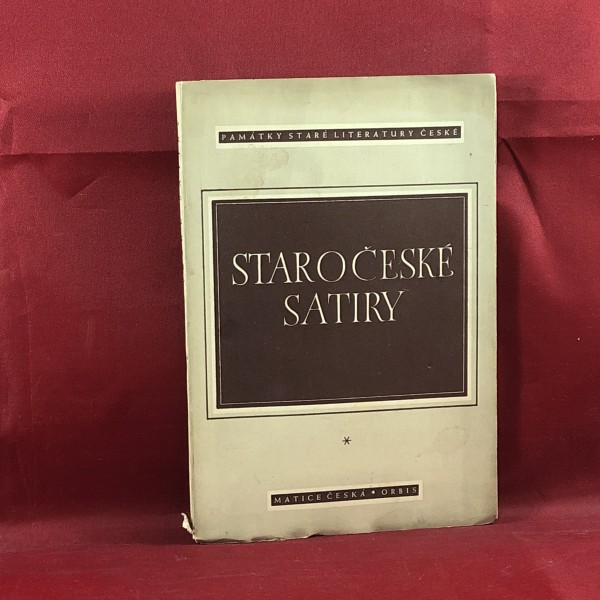 PAMÁTKY STARÉ LITERATURY ČESKÉ
STAROČESKÉ
SATIRY
*
MATICE ČESKÁ • ORBIS